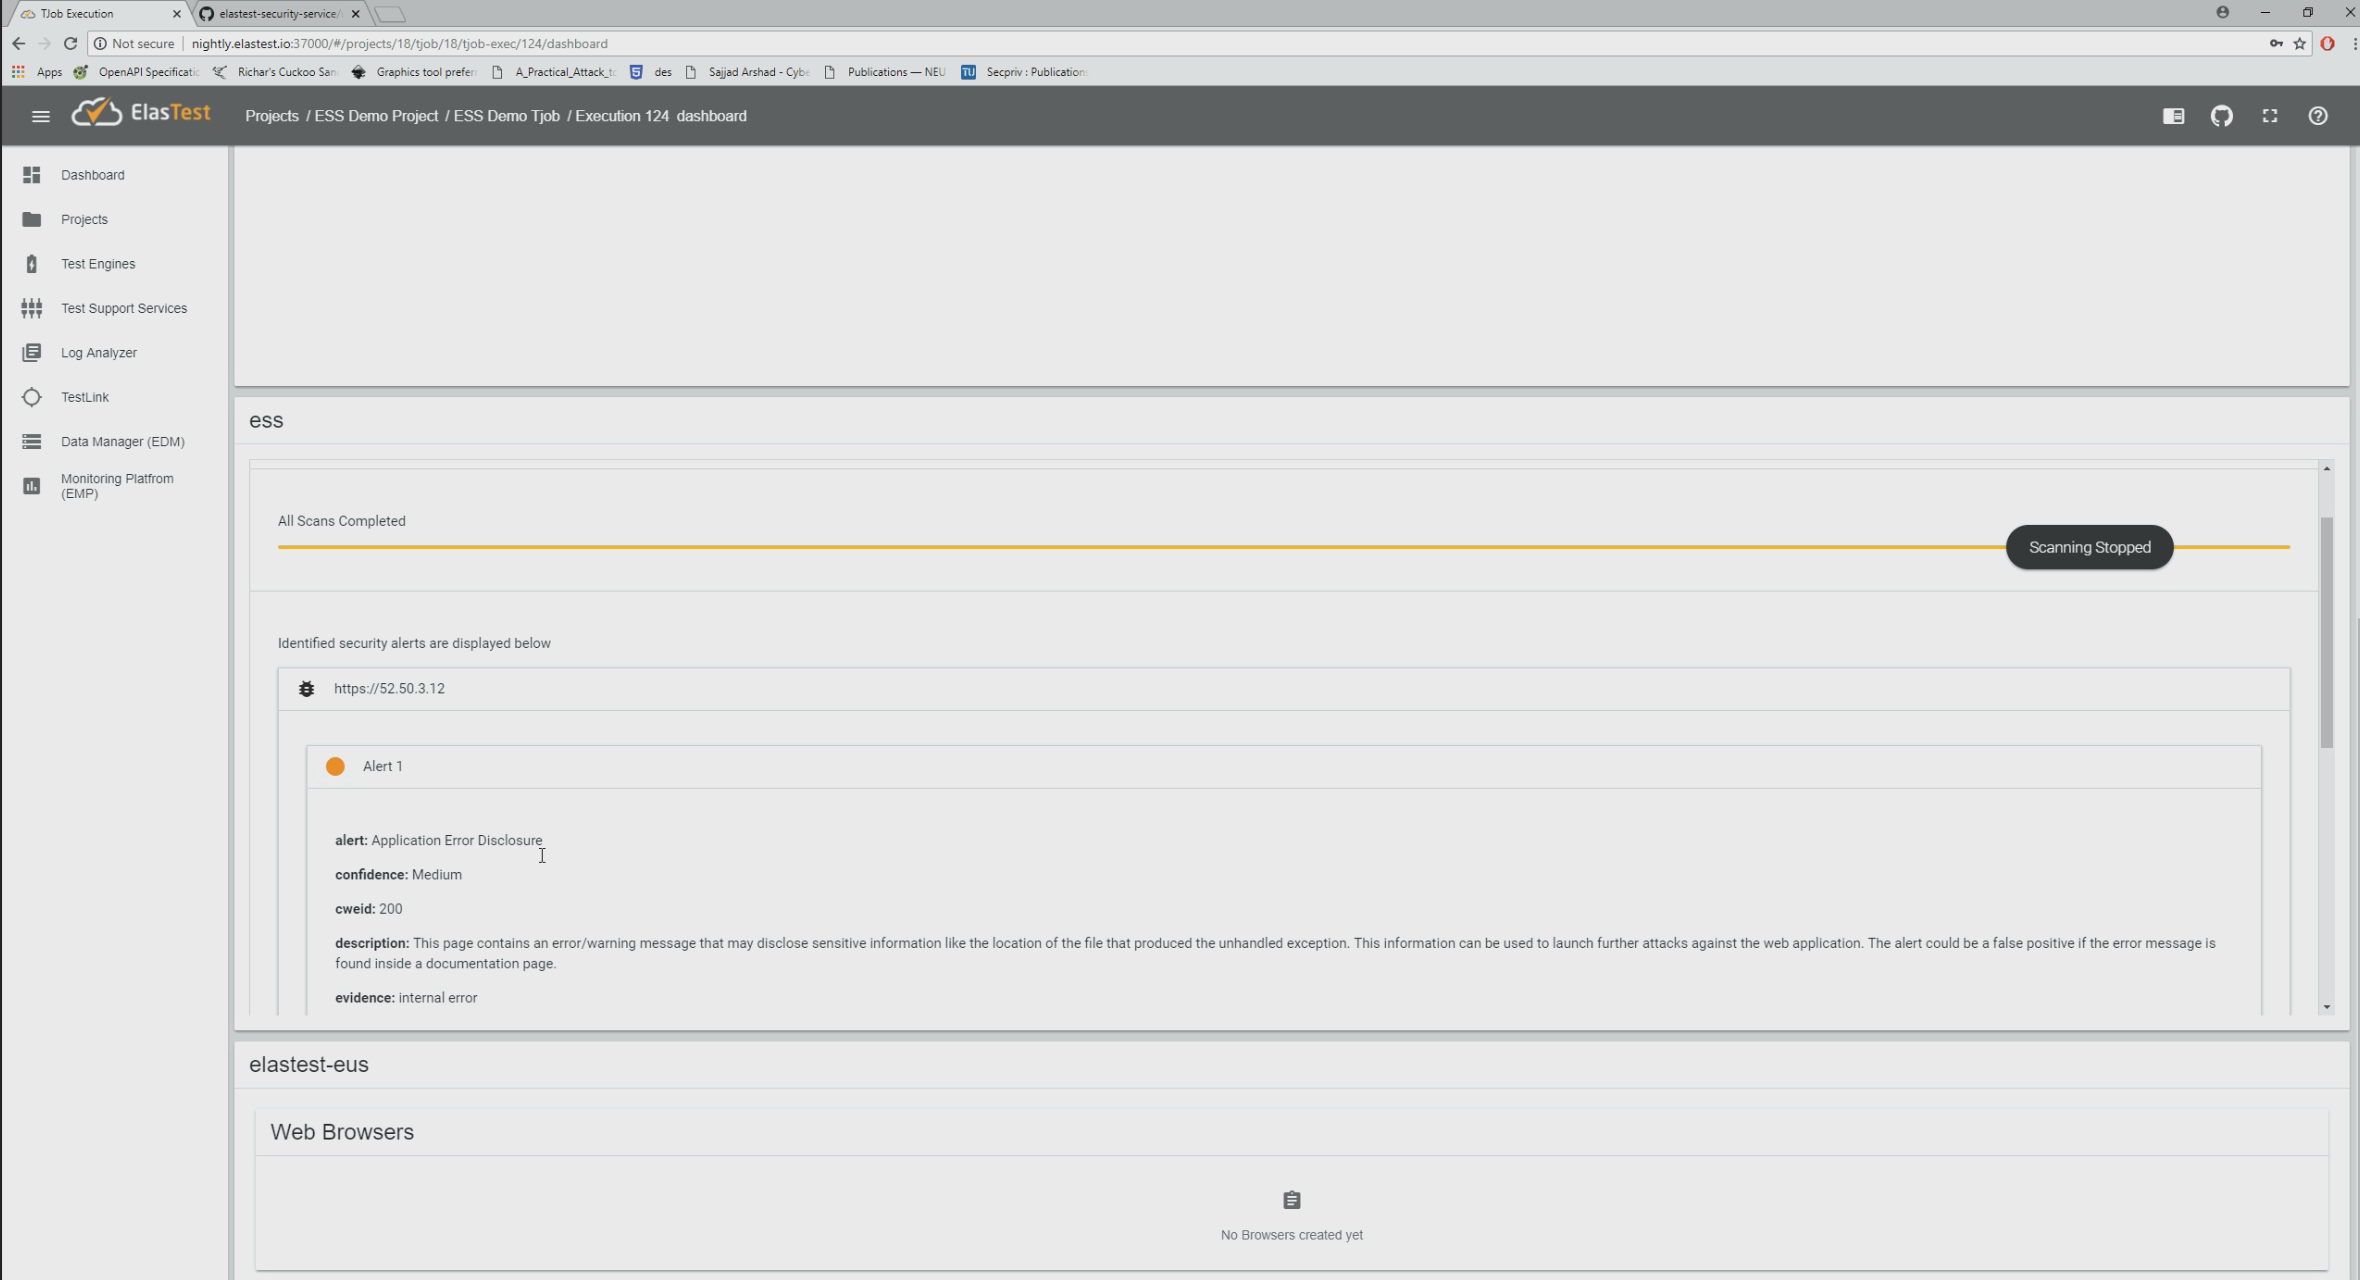 TJob Execution
elastest-security-service/
Not secure
nightly.elastest.io:37000/#/projects/18/tjob/18/tjob-exec/124/dashboard
Apps
OpenAPI Specificatic
Richar's Cuckoo San
Graphics tool prefer
A_Practical_Attack_to
des
Sajjad Arshad - Cybe
Publications — NEU
TU
Secpriv : Publication
ElasTest
Projects / ESS Demo Project / ESS Demo Tjob / Execution 124 dashboard
Dashboard
Projects
Test Engines
Test Support Services
Log Analyzer
TestLink
Data Manager (EDM)
Monitoring Platfrom
(EMP)
ess
All Scans Completed
Scanning Stopped
Identified security alerts are displayed below
https://52.50.3.12
Alert 1
alert: Application Error Disclosure
confidence: Medium
cweid: 200
description: This page contains an error/warning message that may disclose sensitive information like the location of the file that produced the unhandled exception. This information can be used to launch further attacks against the web application. The alert could be a false positive if the error message is
found inside a documentation page.
evidence: internal error
elastest-eus
Web Browsers
No Browsers created yet